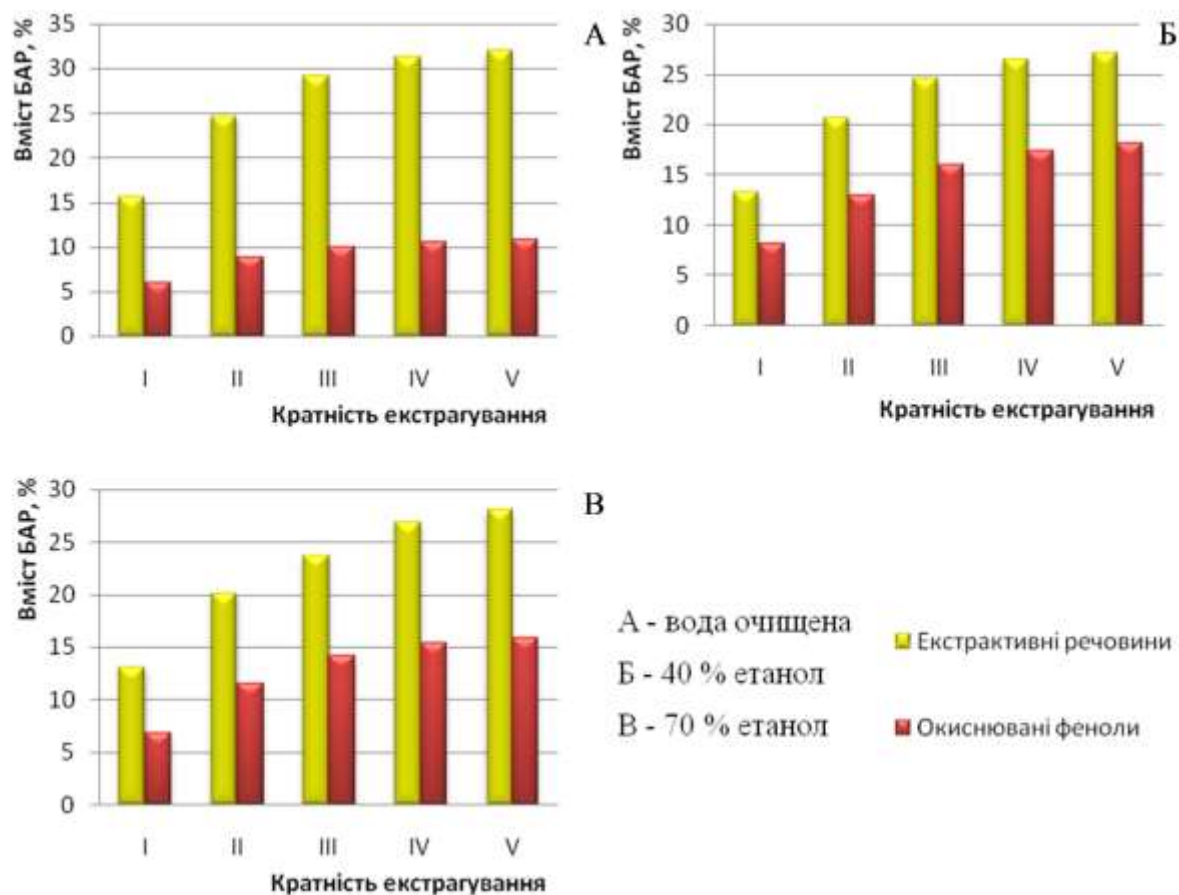 А
Вміст БАР, %
35
30
25
20
15
10
5
0
I II III IV V
Кратність екстрагування
Б
Вміст БАР, %
30
25
20
15
10
5
0
I II III IV V
Кратність екстрагування
В
Вміст БАР, %
30
25
20
15
10
5
0
I II III IV V
Кратність екстрагування
А - вода очищена
Б - 40 % етанол
В - 70 % етанол
Екстрактивні речовини
Окиснювані феноли